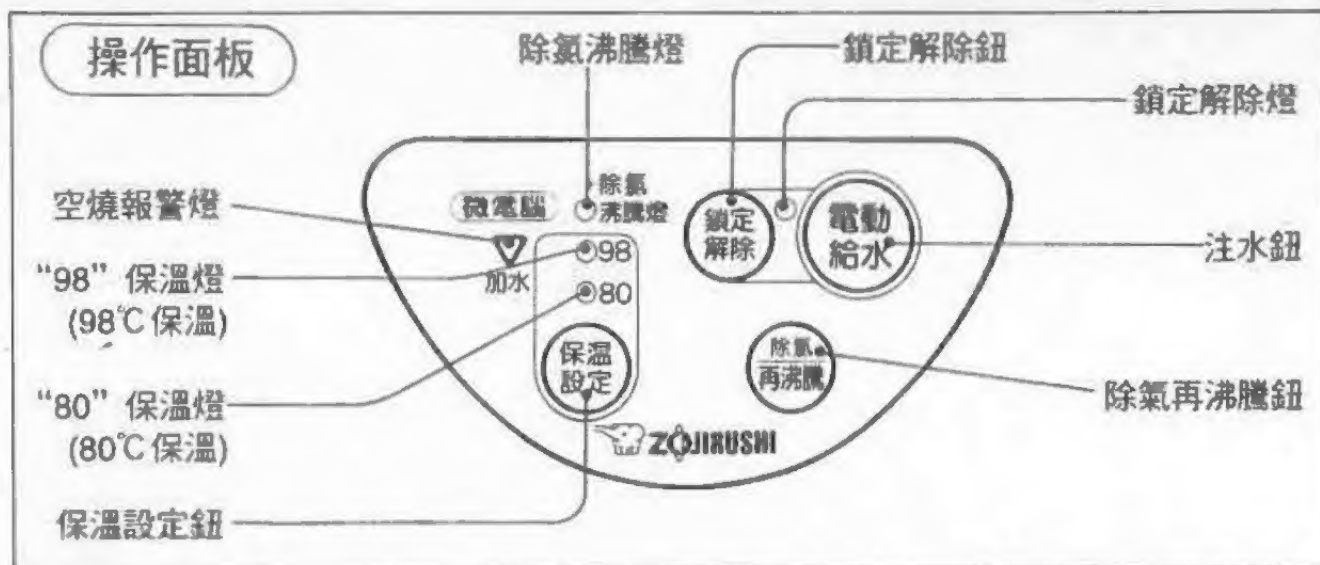 操作面板
除氯沸騰燈
鎖定解除鈕
鎖定解除燈
空燒報警燈
“98”保溫燈
(98℃保溫)
“80”保溫燈
(80℃保溫)
保溫設定鈕
注水鈕
除氣再沸騰鈕
微電腦
除氯
沸騰燈
加水
98
80
保溫
設定
鎖定
解除
電動
給水
除氯
再沸騰
ZOJIRUSHI